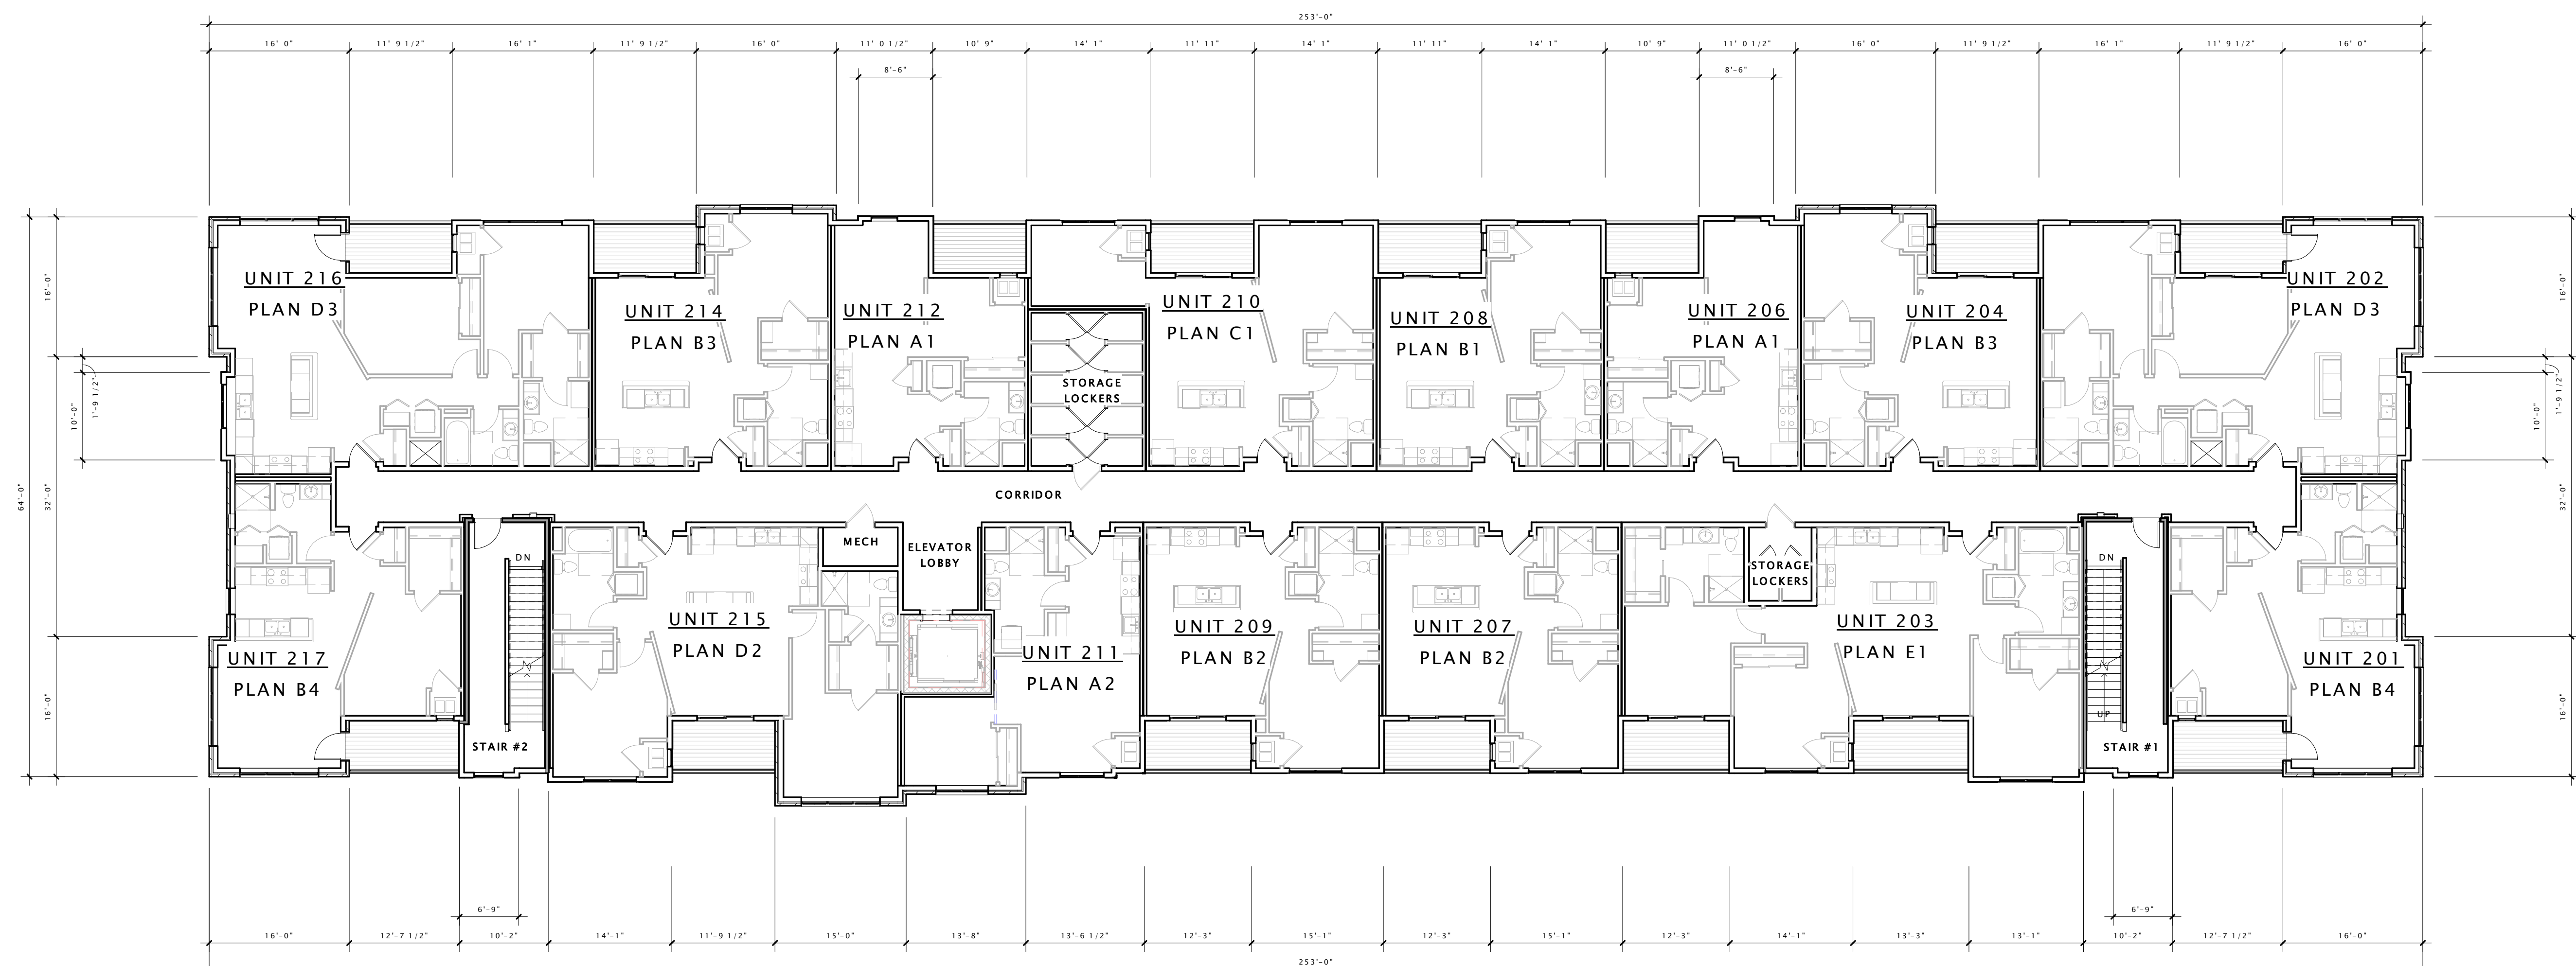 253'-0"
16'-0"
11'-9 1/2"
16'-1"
11'-9 1/2"
16'-0"
11'-0 1/2"
10'-9"
14'-1"
11'-11"
14'-1"
11'-11"
14'-1"
10'-9"
11'-0 1/2"
16'-0"
11'-9 1/2"
16'-1"
11'-9 1/2"
16'-0"
8'-6"
8'-6"
64'-0"
16'-0"
32'-0"
16'-0"
10'-0"
1'-9 1/2"
UNIT 216
PLAN D3
UNIT 214
PLAN B3
UNIT 212
PLAN A1
STORAGE
LOCKERS
UNIT 210
PLAN C1
UNIT 208
PLAN B1
UNIT 206
PLAN A1
UNIT 204
PLAN B3
UNIT 202
PLAN D3
16'-0"
1'-9 1/2"
10'-0"
32'-0"
16'-0"
CORRIDOR
UNIT 217
PLAN B4
DN
STAIR #2
UNIT 215
PLAN D2
MECH
ELEVATOR
LOBBY
UNIT 211
PLAN A2
UNIT 209
PLAN B2
UNIT 207
PLAN B2
STORAGE
LOCKERS
UNIT 203
PLAN E1
DN
UP
STAIR #1
UNIT 201
PLAN B4
6'-9"
6'-9"
16'-0"
12'-7 1/2"
10'-2"
14'-1"
11'-9 1/2"
15'-0"
13'-8"
13'-6 1/2"
12'-3"
15'-1"
12'-3"
15'-1"
12'-3"
14'-1"
13'-3"
13'-1"
10'-2"
12'-7 1/2"
16'-0"
253'-0"